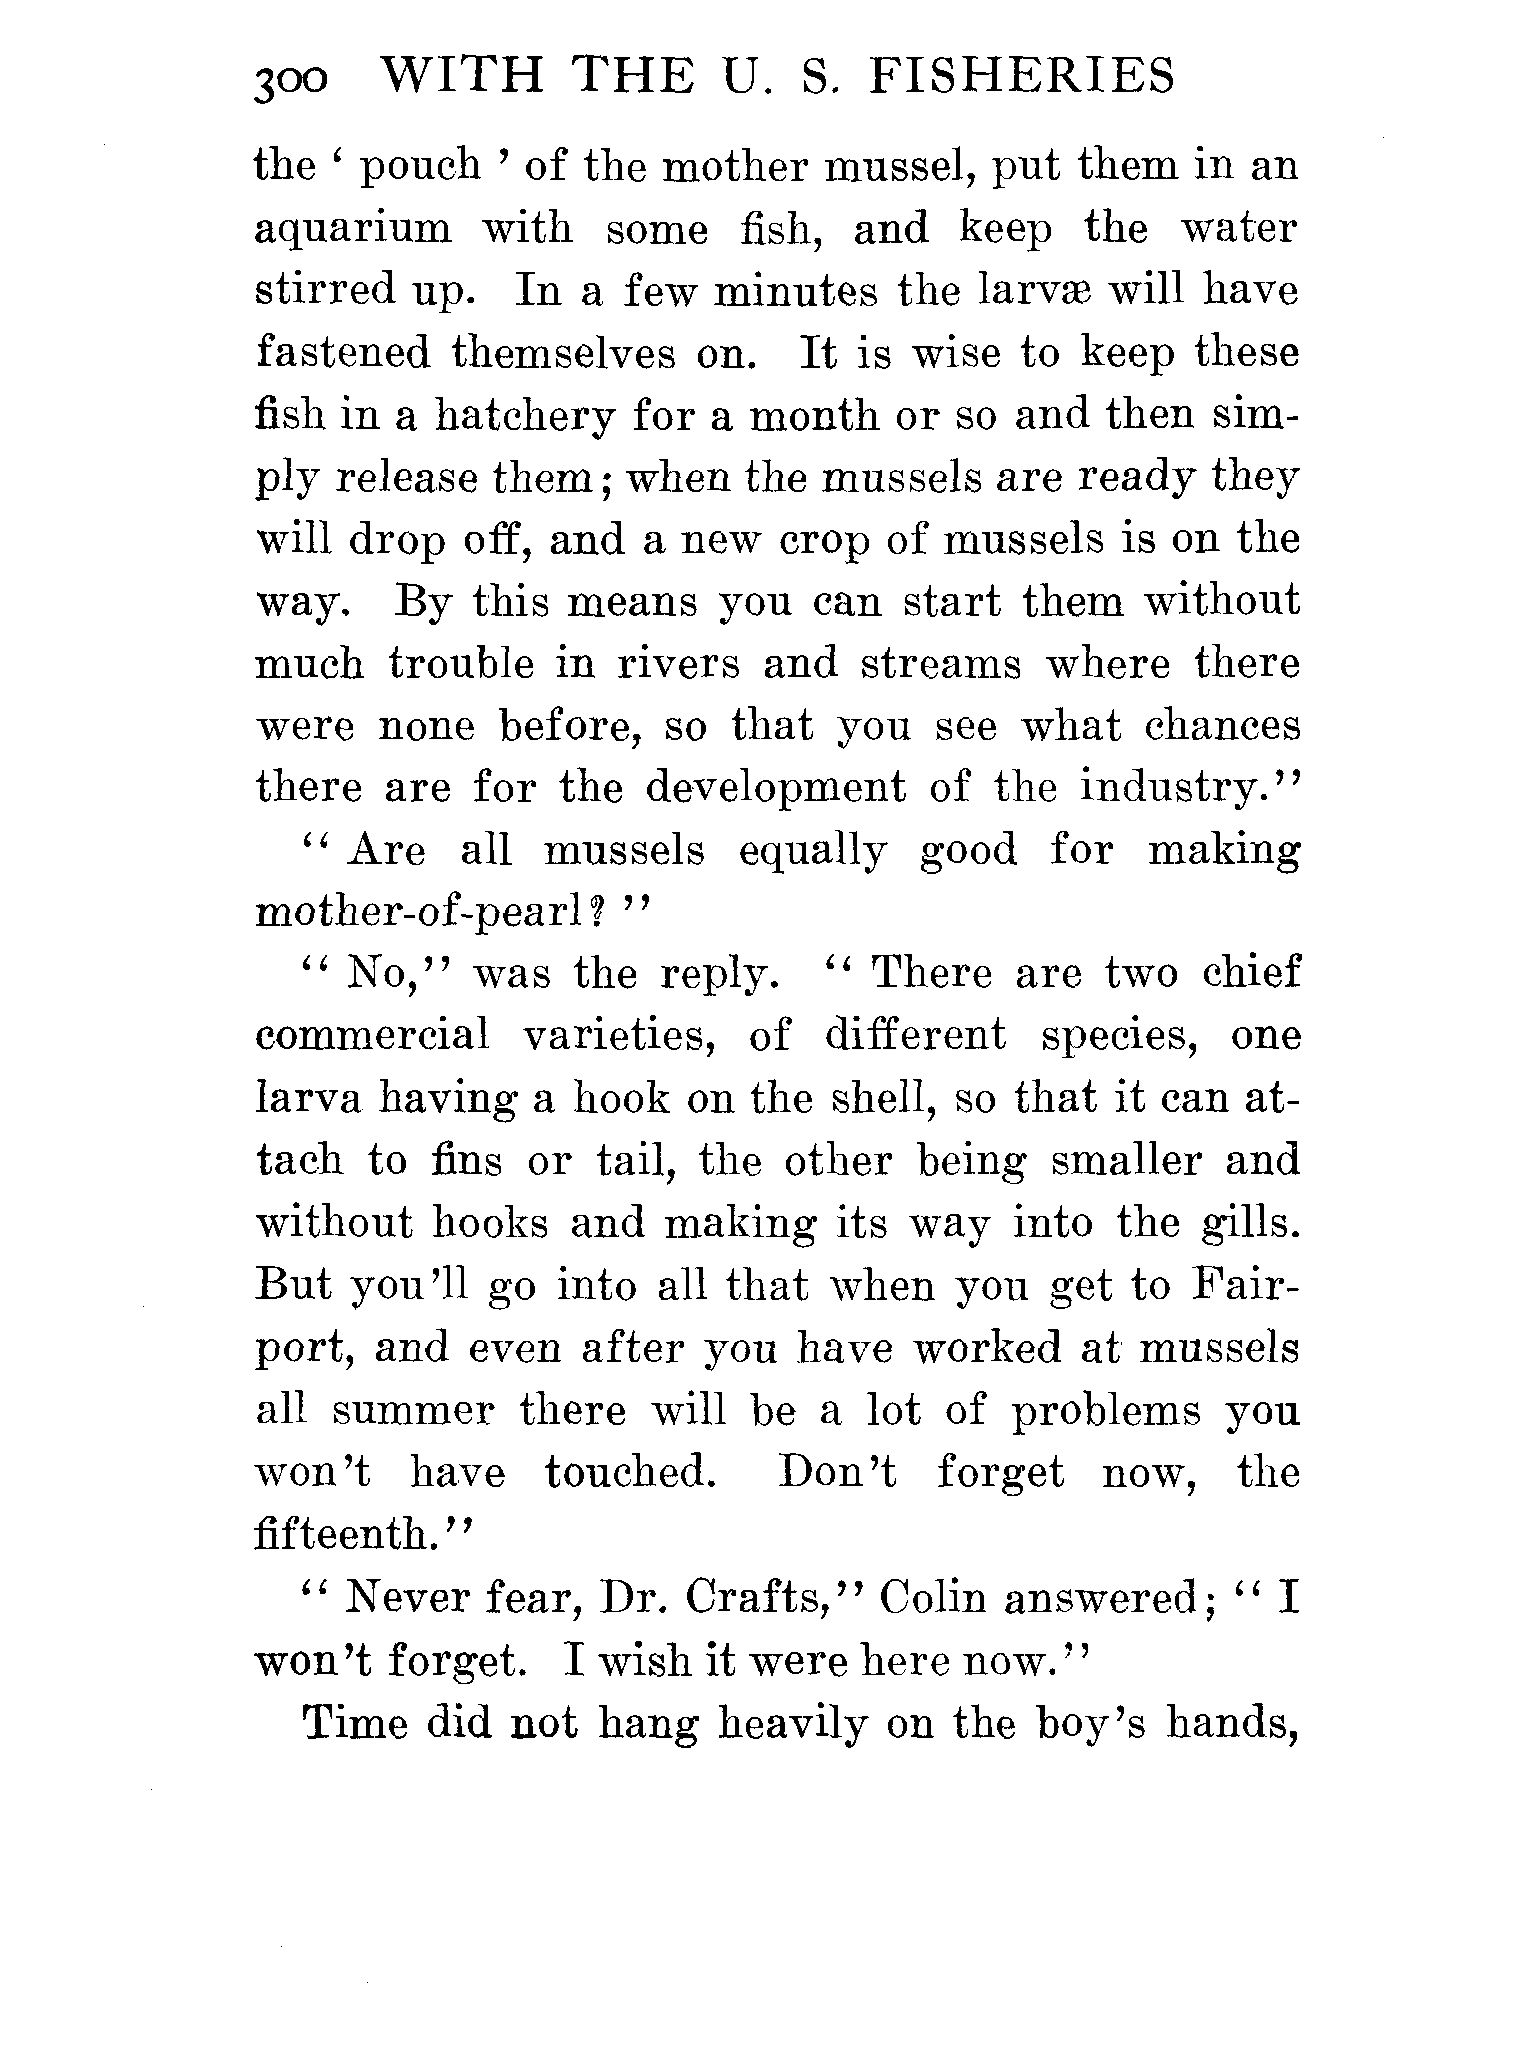 300 WITH THE U. S. FISHERIES
the ‘ pouch ’ of the mother mussel, put them in an
aquarium with some fish, and keep the water
stirred up. In a few minutes the larvæ will have
fastened themselves on. It is wise to keep these
fish in a hatchery for a month or so and then sim-
ply release them; when the mussels are ready they
will drop off, and a new crop of mussels is on the
way. By this means you can start them without
much trouble in rivers and streams where there
were none before, so that you see what chances
there are for the development of the industry.”
“ Are all mussels equally good for making
mother-of-pearl? ”
“ No,” was the reply. “ There are two chief
commercial varieties, of different species, one
larva having a hook on the shell, so that it can at-
tach to fins or tail, the other being smaller and
without hooks and making its way into the gills.
But you’ll go into all that when you get to Fair-
port, and even after you have worked at mussels
all summer there will be a lot of problems you
won’t have touched. Don’t forget now, the
fifteenth.”
“ Never fear, Dr. Crafts,” Colin answered; “ I
won’t forget. I wish it were here now.”
Time did not hang heavily on the boy’s hands,